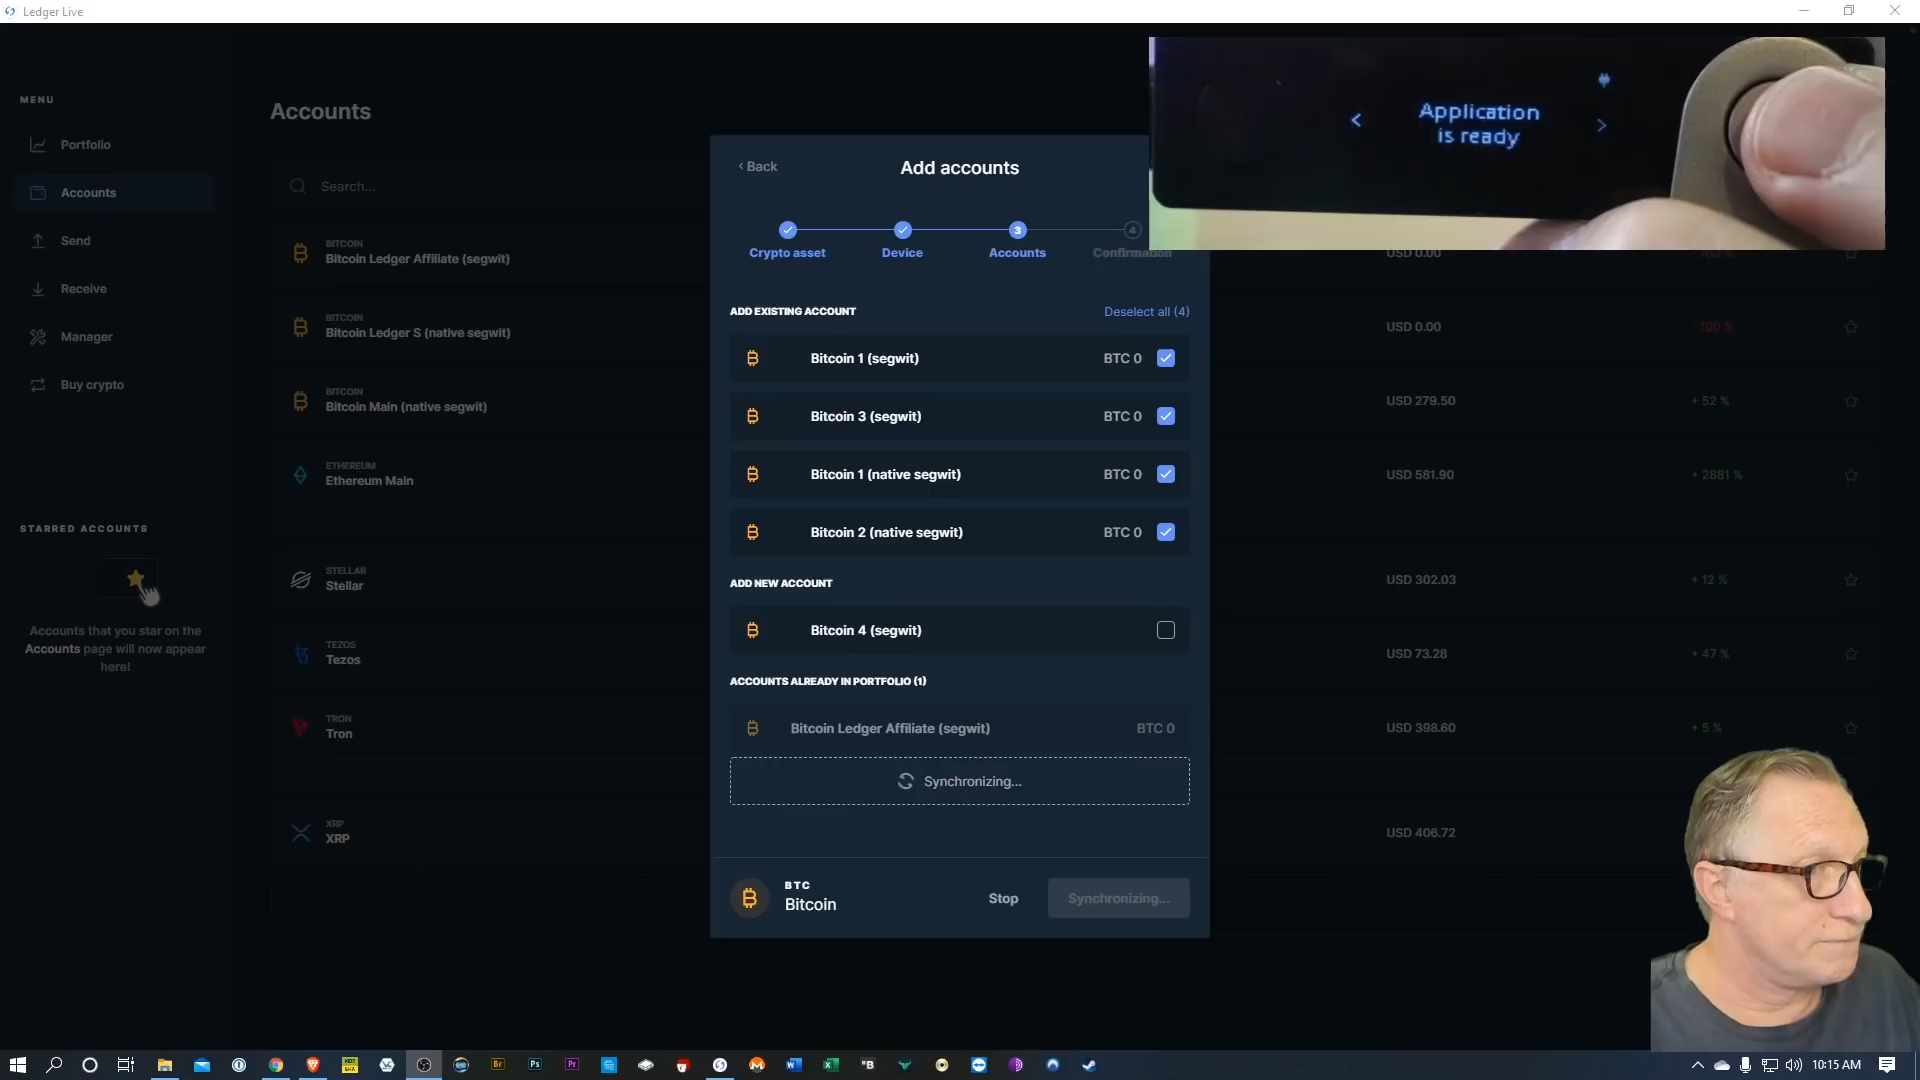 Ledger Live
MENU
Portfolio
Accounts
Send
Receive
Manager
Buy crypto
STARRED ACCOUNTS
Accounts that you star on the
Accounts page will now appear
here!
Accounts
Search...
BITCOIN
Bitcoin Ledger Affiliate (segwit)
USD 0.00
- 100 %
BITCOIN
Bitcoin Ledger S (native segwit)
USD 0.00
- 100 %
BITCOIN
Bitcoin Main (native segwit)
USD 279.50
+ 52 %
ETHEREUM
Ethereum Main
USD 581.90
+ 2881 %
STELLAR
Stellar
USD 302.03
+ 12 %
TEZOS
Tezos
USD 73.28
+ 47 %
TRON
Tron
USD 398.60
+ 5 %
XRP
XRP
USD 406.72
Back
Add accounts
Crypto asset
Device
3
Accounts
4
Confirmation
ADD EXISTING ACCOUNT
Deselect all (4)
Bitcoin 1 (segwit)
BTC 0
Bitcoin 3 (segwit)
BTC 0
Bitcoin 1 (native segwit)
BTC 0
Bitcoin 2 (native segwit)
BTC 0
ADD NEW ACCOUNT
Bitcoin 4 (segwit)
ACCOUNTS ALREADY IN PORTFOLIO (1)
Bitcoin Ledger Affiliate (segwit)
BTC 0
Synchronizing...
BTC
Bitcoin
Stop
Synchronizing...
Application
is ready
Br
Ps
Pr
10:15 AM